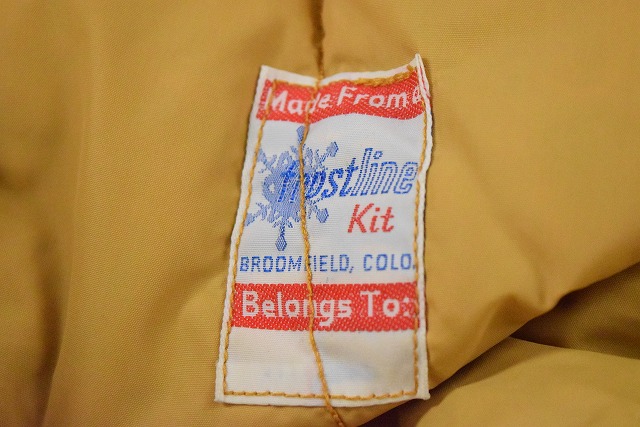 Made From a
frostline
Kit
BROOMFIELD, COLO.
Belongs To: